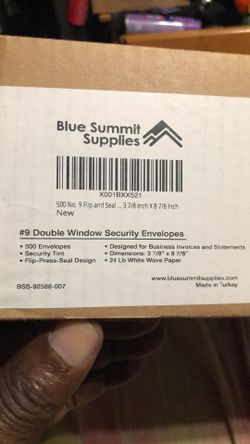 Blue Summit
Supplies
X001BXX521
500 No. 9 Flip and Seal ... 3 7/8 Inch X 8 7/8 Inch
New
#9 Double Window Security Envelopes
• 500 Envelopes
• Security Tint
• Flip-Press-Seal Design
• Designed for Business Invoices and Statements
• Dimensions: 3 7/8" x 8 7/8"
• 24 Lb White Wove Paper
BSS-92588-007
www.bluesummitsupplies.com
Made in Turkey